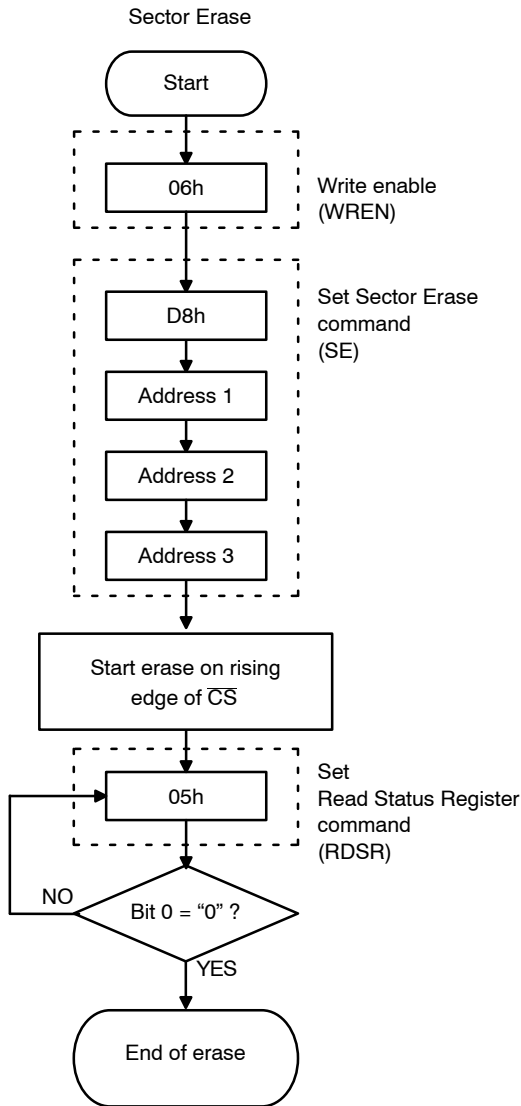 Sector Erase
Start
06h
Write enable
(WREN)
D8h
Set Sector Erase
command
(SE)
Address 1
Address 2
Address 3
Start erase on rising
edge of C̅S̅
05h
Set
Read Status Register
command
(RDSR)
NO
Bit 0 = “0” ?
YES
End of erase